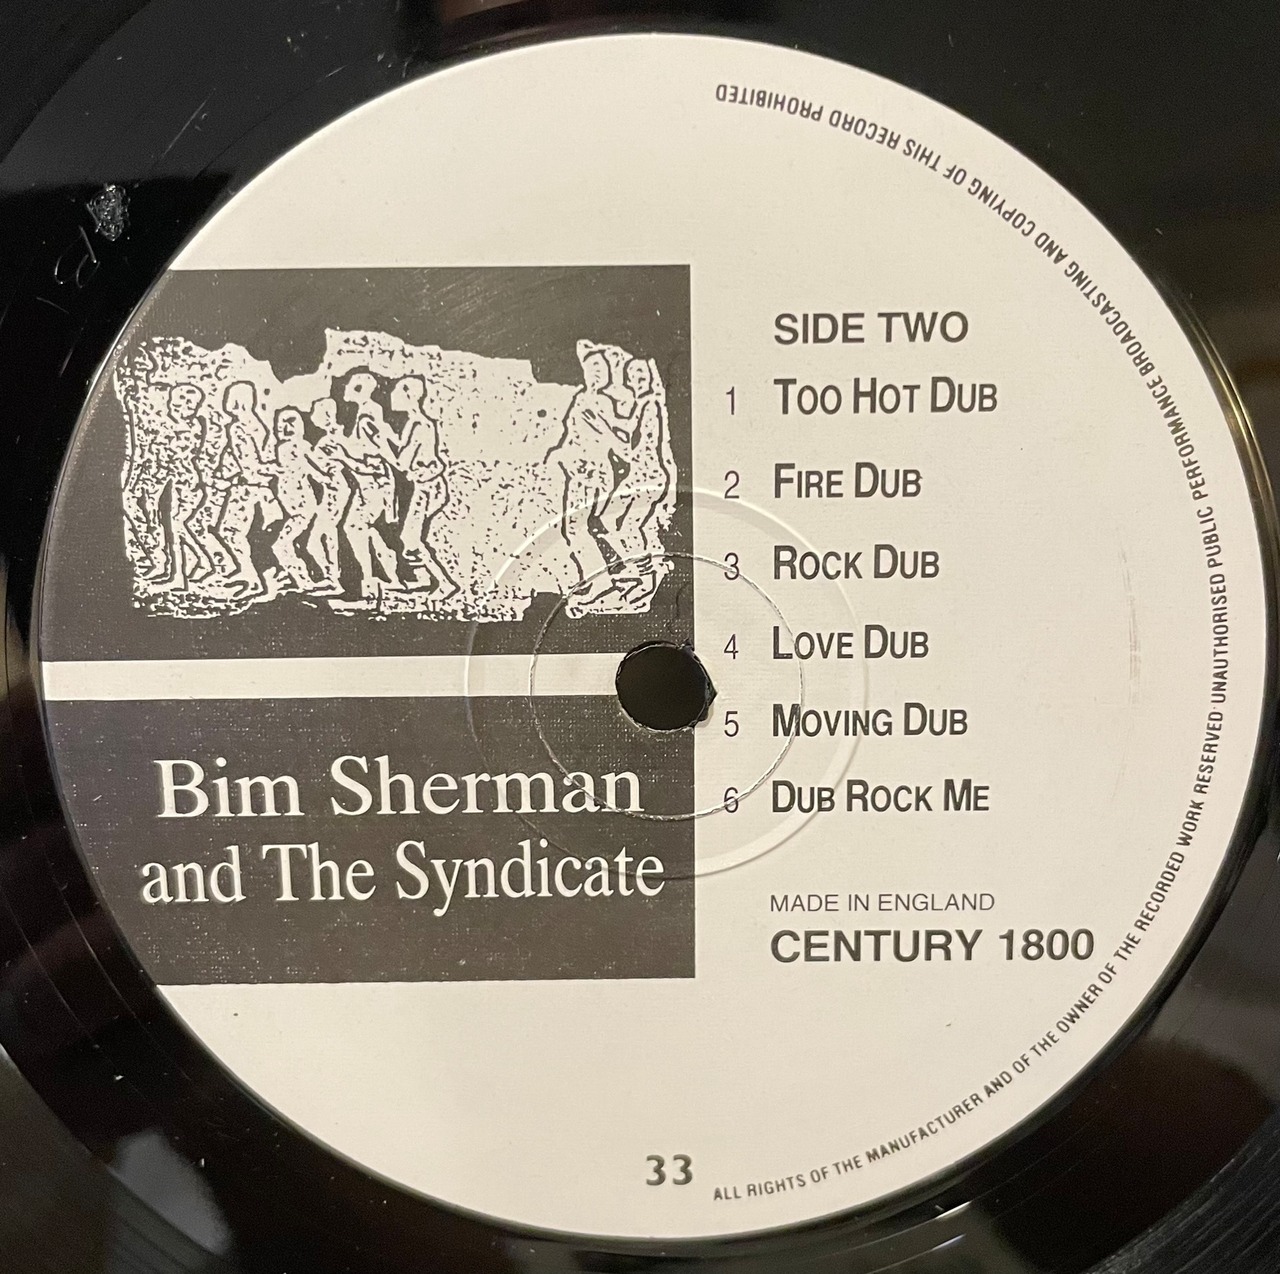 SIDE TWO
1 TOO HOT DUB
2 FIRE DUB
3 ROCK DUB
4 LOVE DUB
5 MOVING DUB
6 DUB ROCK ME
MADE IN ENGLAND
CENTURY 1800
Bim Sherman
and The Syndicate
33
ALL RIGHTS OF THE MANUFACTURER AND OF THE OWNER OF THE RECORDED WORK RESERVED UNAUTHORISED PUBLIC PERFORMANCE BROADCASTING AND COPYING OF THIS RECORD PROHIBITED